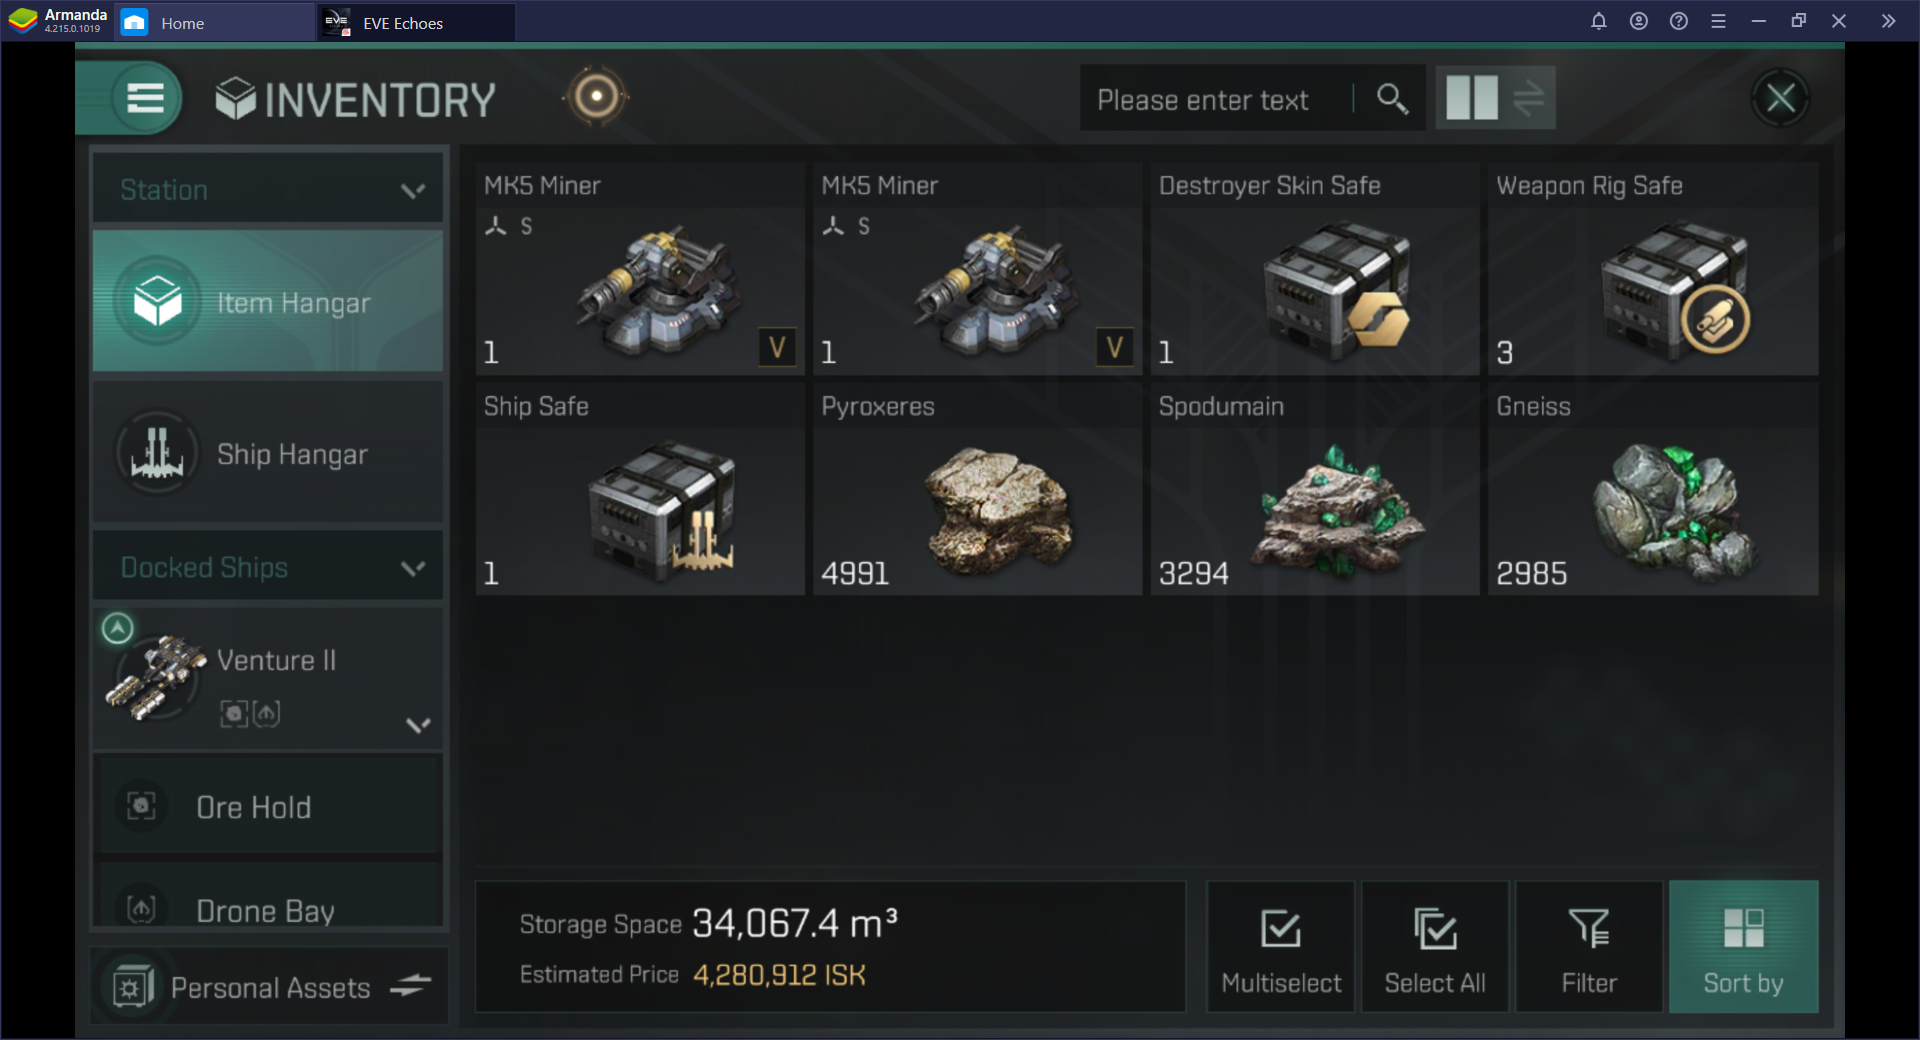 Armanda
4.215.0.1019
Home
EVE Echoes
INVENTORY
Please enter text
Station
Item Hangar
Ship Hangar
Docked Ships
Venture II
Ore Hold
Drone Bay
Personal Assets
MK5 Miner
S
1
V
MK5 Miner
S
1
V
Destroyer Skin Safe
1
Weapon Rig Safe
3
Ship Safe
1
Pyroxeres
4991
Spodumain
3294
Gneiss
2985
Storage Space 34,067.4 m³
Estimated Price 4,280,912 ISK
Multiselect
Select All
Filter
Sort by